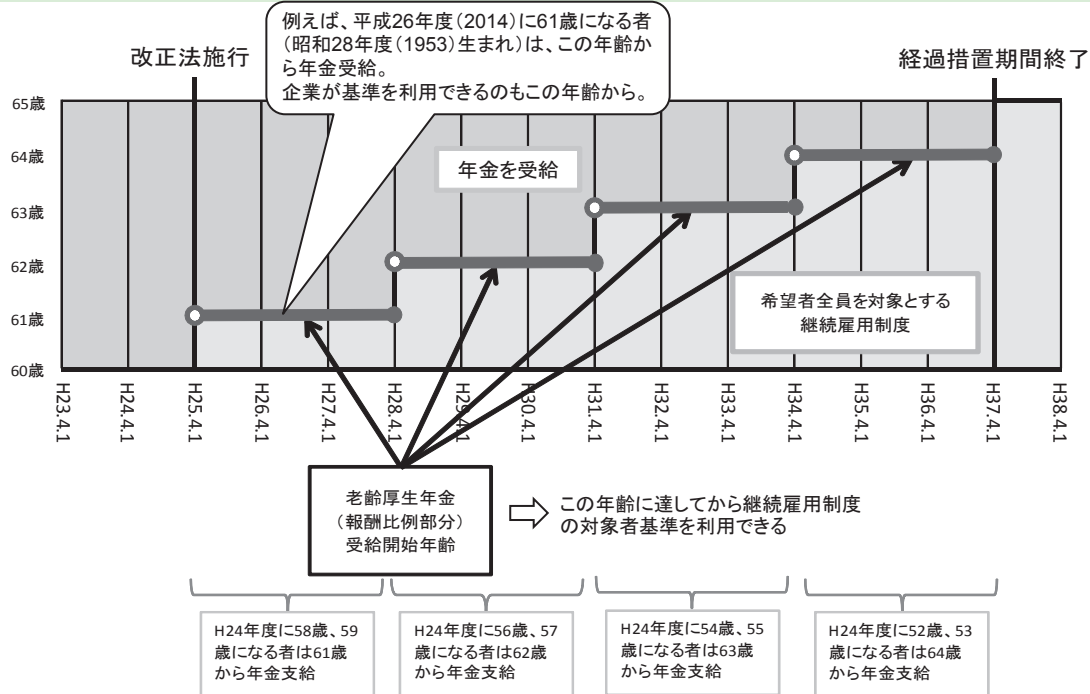 例えば、平成26年度(2014)に61歳になる者
(昭和28年度(1953)生まれ)は、この年齢か
ら年金受給。
企業が基準を利用できるのもこの年齢から。
改正法施行
経過措置期間終了
65歳
64歳
63歳
62歳
61歳
60歳
年金を受給
希望者全員を対象とする
継続雇用制度
H23.4.1
H24.4.1
H25.4.1
H26.4.1
H27.4.1
H28.4.1
H29.4.1
H30.4.1
H31.4.1
H32.4.1
H33.4.1
H34.4.1
H35.4.1
H36.4.1
H37.4.1
H38.4.1
老齢厚生年金
(報酬比例部分)
受給開始年齢
この年齢に達してから継続雇用制度
の対象者基準を利用できる
H24年度に58歳、59
歳になる者は61歳
から年金支給
H24年度に56歳、57
歳になる者は62歳
から年金支給
H24年度に54歳、55
歳になる者は63歳
から年金支給
H24年度に52歳、53
歳になる者は64歳
から年金支給